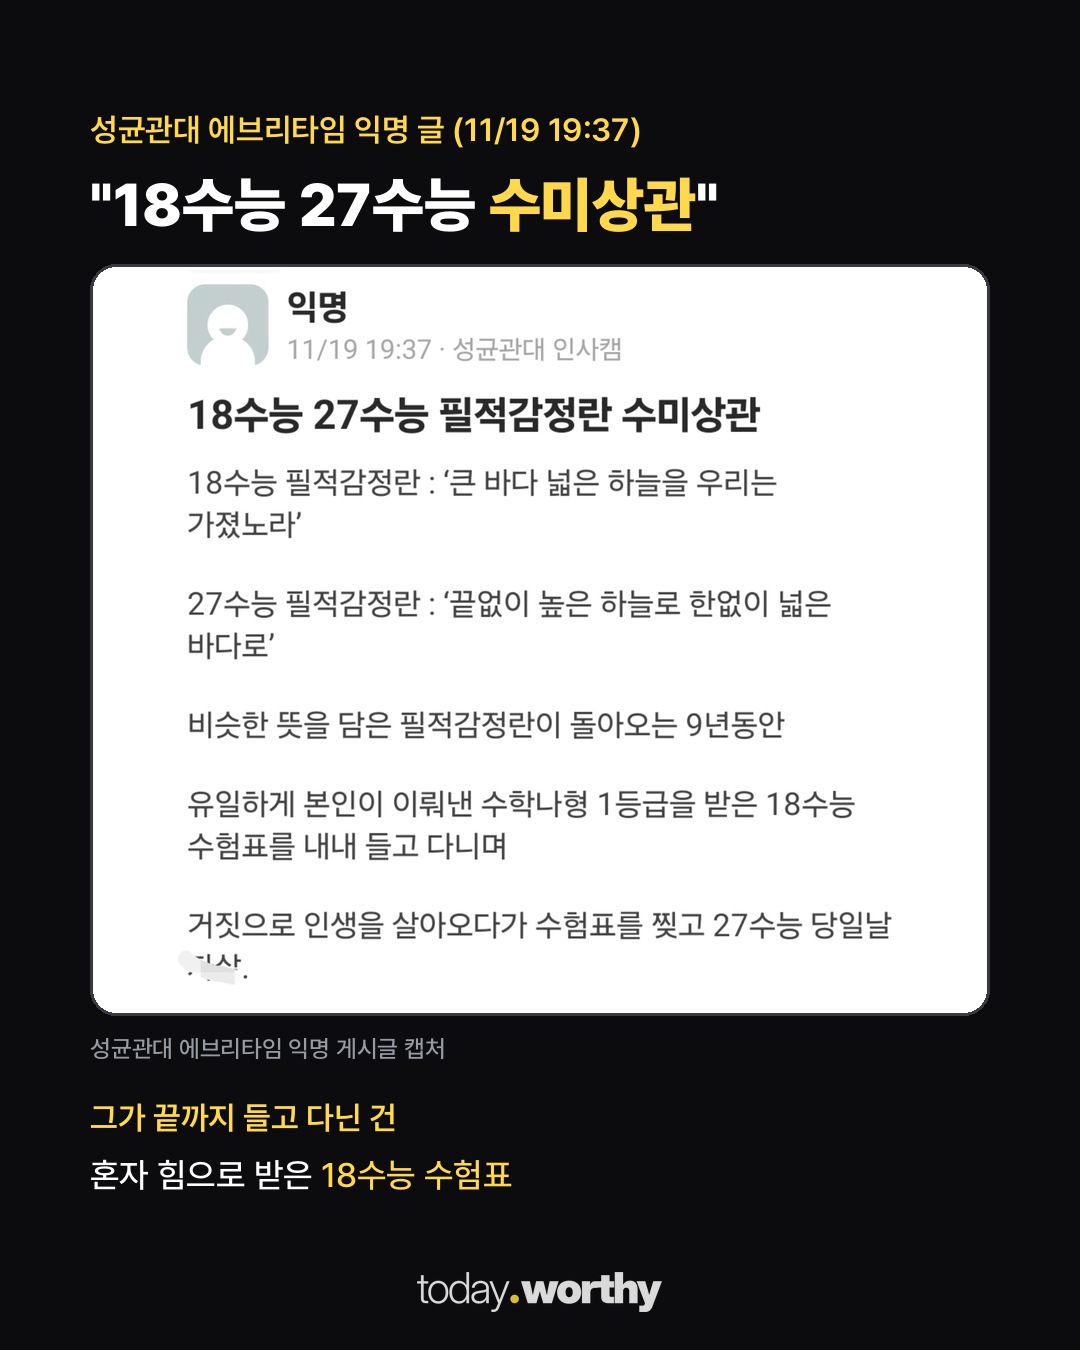 성균관대 에브리타임 익명 글 (11/19 19:37)
"18수능 27수능 수미상관"
익명
11/19 19:37 · 성균관대 인사캠
18수능 27수능 필적감정란 수미상관
18수능 필적감정란 : ‘큰 바다 넓은 하늘을 우리는
가졌노라’
27수능 필적감정란 : ‘끝없이 높은 하늘로 한없이 넓은
바다로’
비슷한 뜻을 담은 필적감정란이 돌아오는 9년동안
유일하게 본인이 이뤄낸 수학나형 1등급을 받은 18수능
수험표를 내내 들고 다니며
거짓으로 인생을 살아오다가 수험표를 찢고 27수능 당일날
성균관대 에브리타임 익명 게시글 캡처
그가 끝까지 들고 다닌 건
혼자 힘으로 받은 18수능 수험표
today.worthy